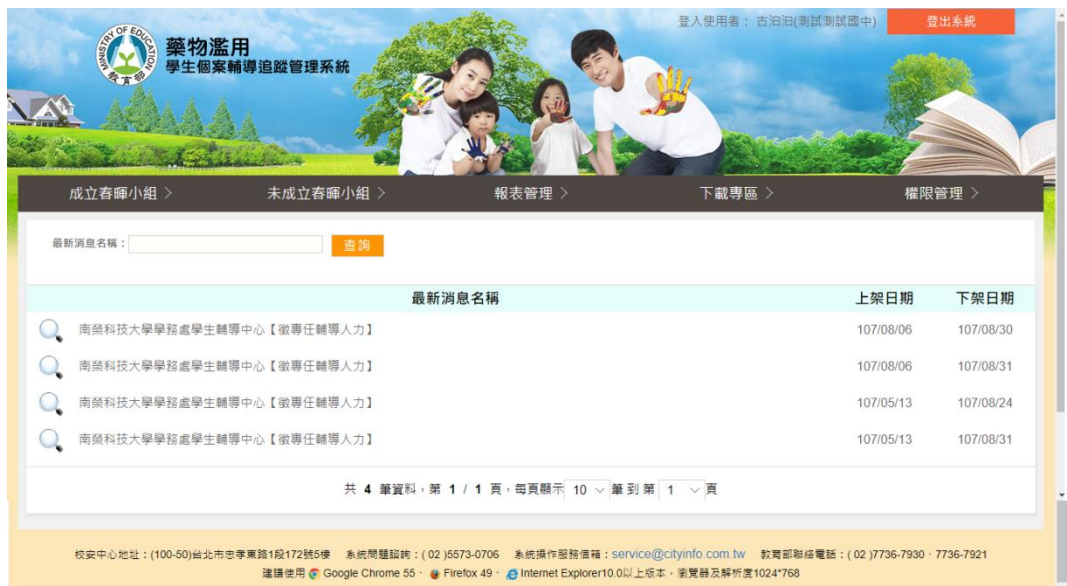 登入使用者： 古汨汨(測試測試國中) 登出系統
MINISTRY OF EDUCATION
教育部
藥物濫用
學生個案輔導追蹤管理系統
成立春暉小組 未成立春暉小組 報表管理 下載專區 權限管理
最新消息名稱： 查詢
最新消息名稱 上架日期 下架日期
南榮科技大學學務處學生輔導中心【徵專任輔導人力】 107/08/06 107/08/30
南榮科技大學學務處學生輔導中心【徵專任輔導人力】 107/08/06 107/08/31
南榮科技大學學務處學生輔導中心【徵專任輔導人力】 107/05/13 107/08/24
南榮科技大學學務處學生輔導中心【徵專任輔導人力】 107/05/13 107/08/31
共 4 筆資料，第 1 / 1 頁，每頁顯示 10 筆 到 第 1 頁
校安中心地址：(100-50)台北市忠孝東路1段172號5樓 系統問題諮詢：( 02 )5573-0706 系統操作服務信箱：service@cityinfo.com.tw 教育部聯絡電話：( 02 )7736-7930、7736-7921
建議使用 Google Chrome 55、 Firefox 49、 Internet Explorer10.0以上版本，瀏覽器及解析度1024*768